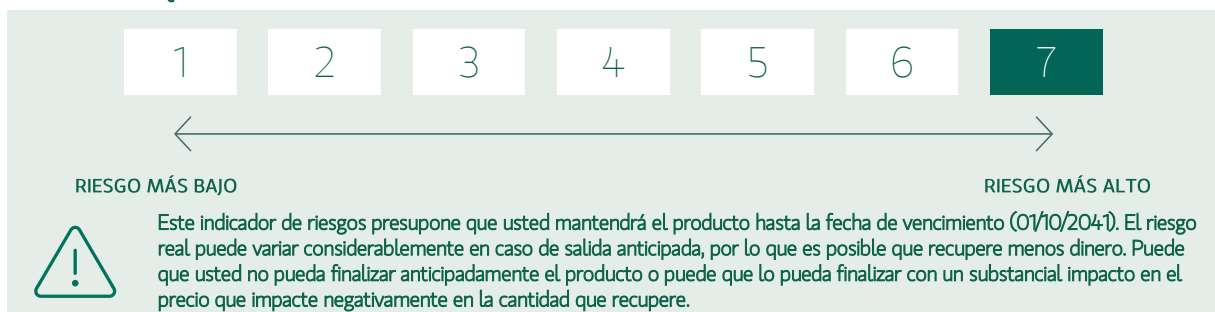 1 2 3 4 5 6 7
RIESGO MÁS BAJO RIESGO MÁS ALTO
Este indicador de riesgos presupone que usted mantendrá el producto hasta la fecha de vencimiento (01/10/2041). El riesgo
real puede variar considerablemente en caso de salida anticipada, por lo que es posible que recupere menos dinero. Puede
que usted no pueda finalizar anticipadamente el producto o puede que lo pueda finalizar con un substancial impacto en el
precio que impacte negativamente en la cantidad que recupere.